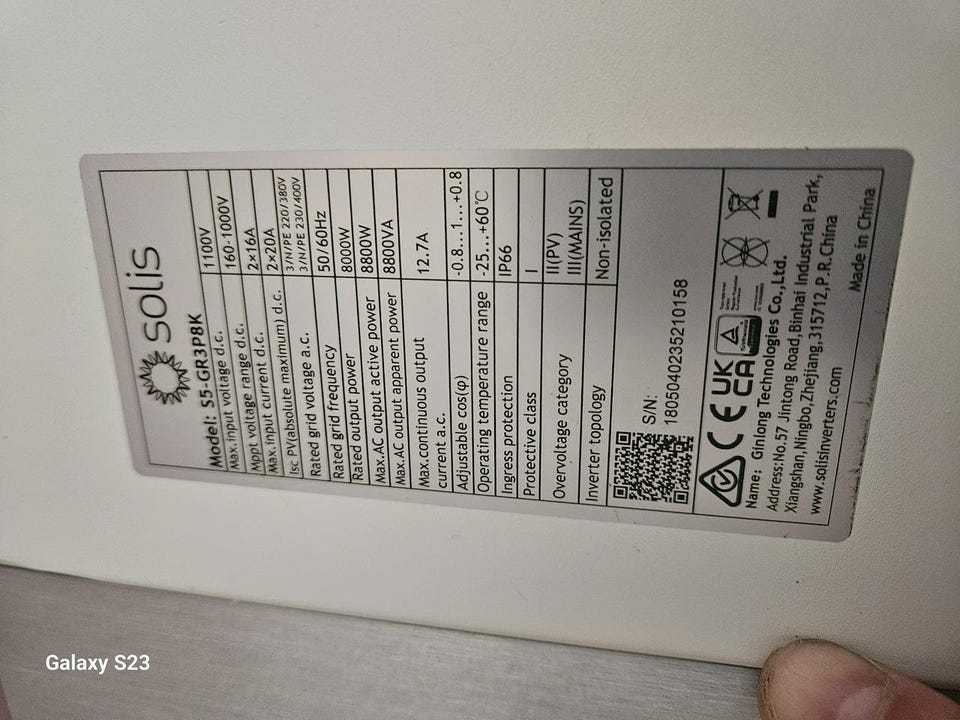 solis
Model: S5-GR3P8K
Max.input voltage d.c. 1100V
Mppt voltage range d.c. 160-1000V
Max.input current d.c. 2×16A
Isc PV(absolute maximum) d.c. 2×20A
Rated grid voltage a.c. 3/N/PE 220/380V
3/N/PE 230/400V
Rated grid frequency 50/60Hz
Rated output power 8000W
Max.AC output active power 8800W
Max.AC output apparent power 8800VA
Max.continuous output
current a.c. 12.7A
Adjustable cos(φ) -0.8...1...+0.8
Operating temperature range -25...+60℃
Ingress protection IP66
Protective class I
Overvoltage category II(PV)
III(MAINS)
Inverter topology Non-isolated
S/N:
1805040235210158
CE UK
CA
Name: Ginlong Technologies Co.,Ltd.
Address:No.57 Jintong Road,Binhai Industrial Park,
Xiangshan,Ningbo,Zhejiang,315712,P.R.China
www.solisinverters.com
Made in China
Galaxy S23